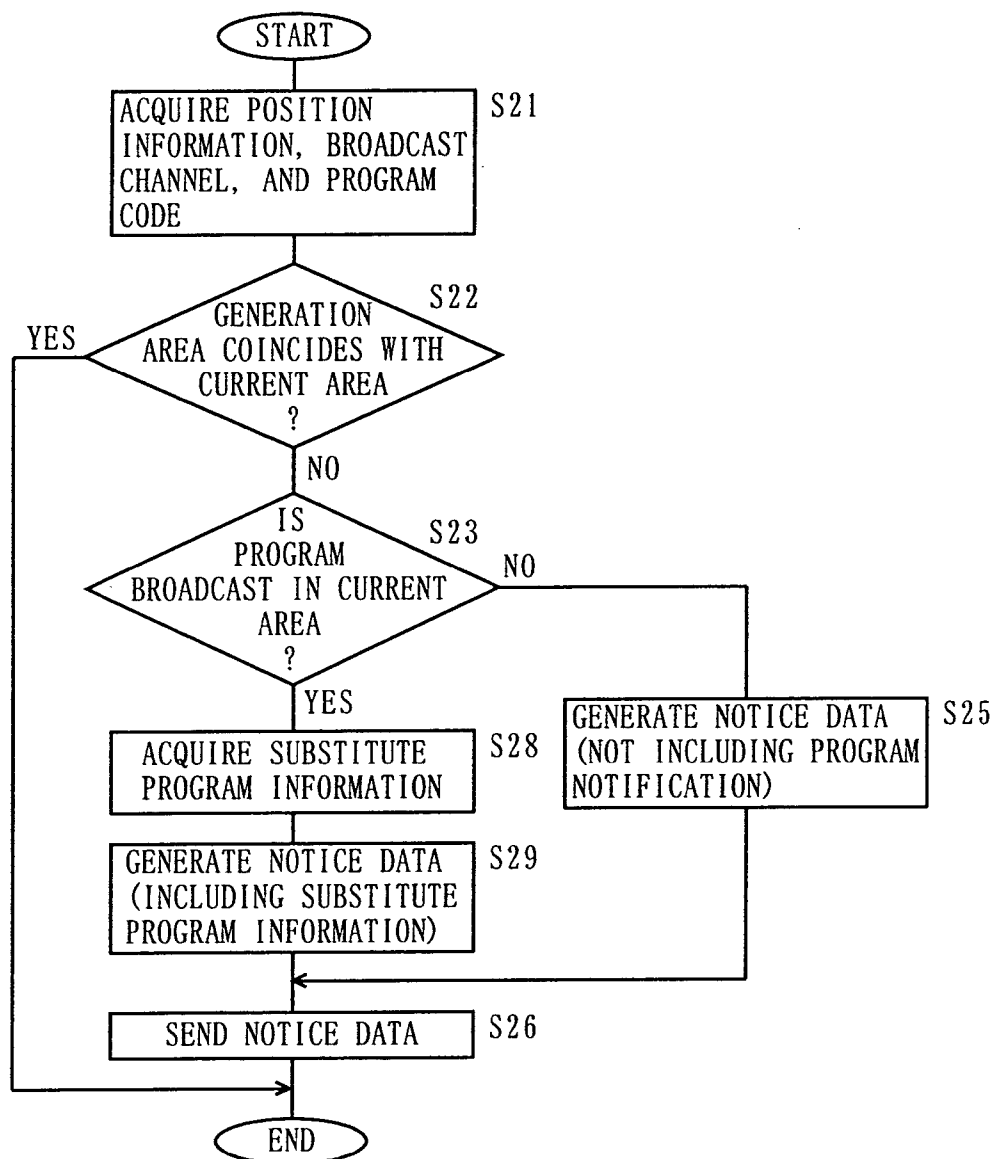 START
S21
ACQUIRE POSITION
INFORMATION, BROADCAST
CHANNEL, AND PROGRAM
CODE
S22
GENERATION
AREA COINCIDES WITH
CURRENT AREA
?
YES
NO
S23
IS
PROGRAM
BROADCAST IN CURRENT
AREA
?
NO
YES
ACQUIRE SUBSTITUTE
PROGRAM INFORMATION
S28
GENERATE NOTICE DATA
(NOT INCLUDING PROGRAM
NOTIFICATION)
S25
GENERATE NOTICE DATA
(INCLUDING SUBSTITUTE
PROGRAM INFORMATION)
S29
SEND NOTICE DATA
S26
END